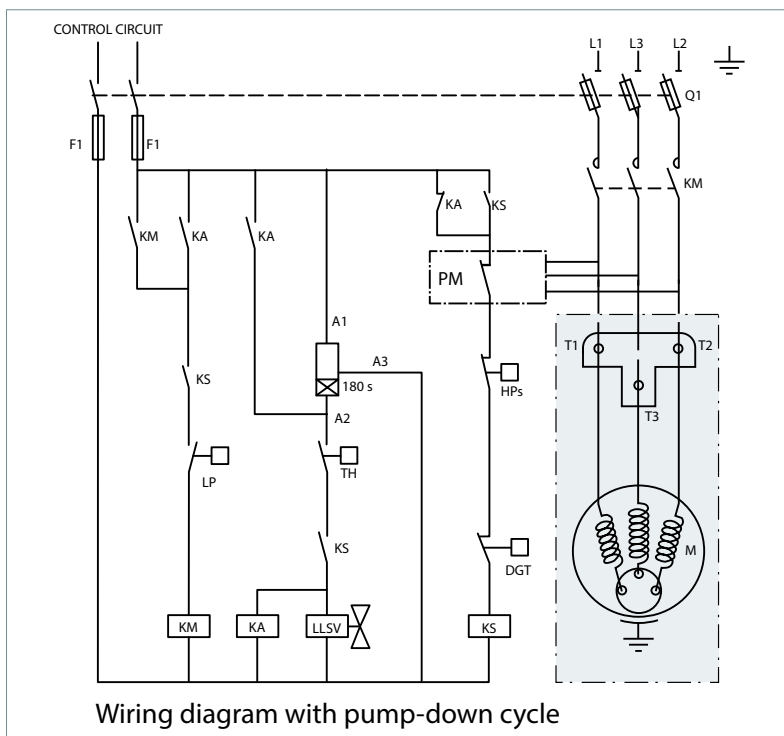 CONTROL CIRCUIT
L1 L3 L2
Q1
F1 F1
KM
KA KS
KM KA KA
PM
A1
T1 T2
A3
180 s
KS HPs
A2 T3
LP TH
KS M
DGT
KM KA LLSV KS
Wiring diagram with pump-down cycle